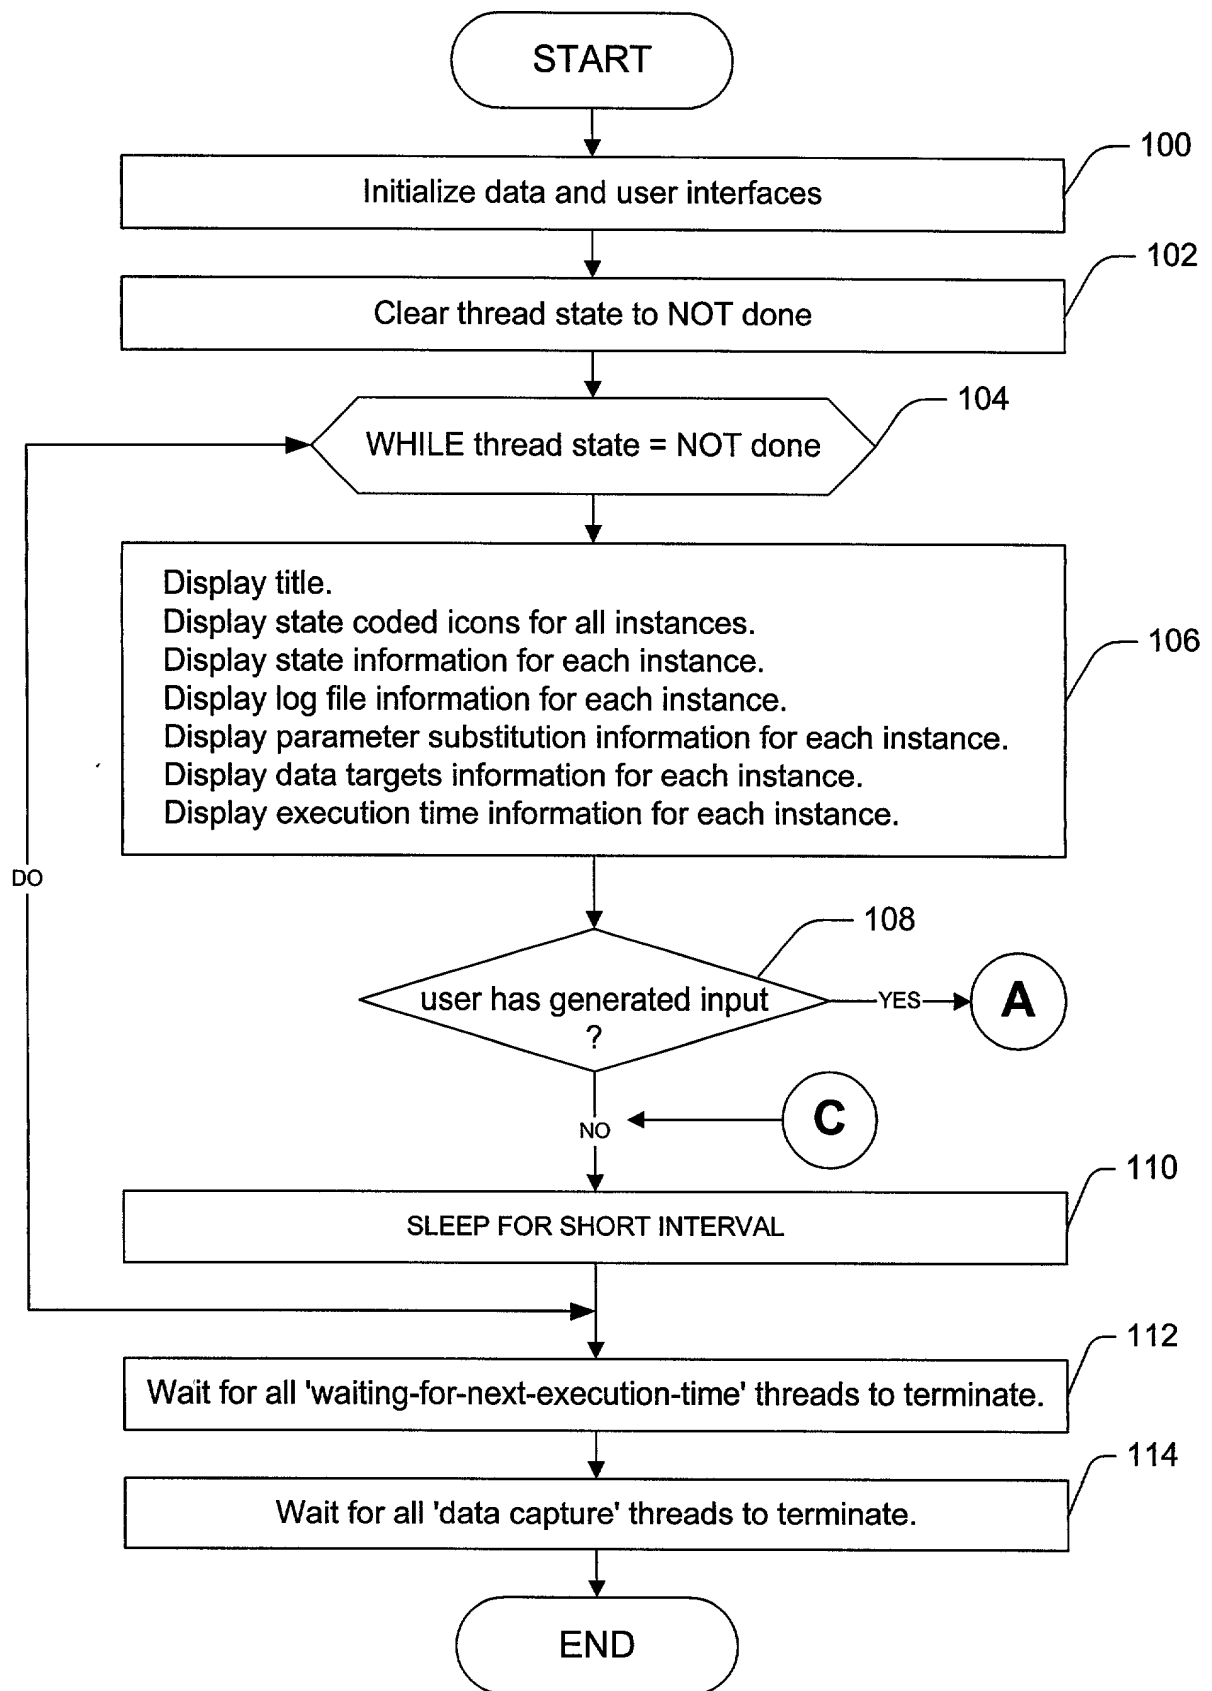 START
100
Initialize data and user interfaces
102
Clear thread state to NOT done
104
WHILE thread state = NOT done
Display title.
Display state coded icons for all instances.
Display state information for each instance.
106
Display log file information for each instance.
Display parameter substitution information for each instance.
Display data targets information for each instance.
Display execution time information for each instance.
DO
108
user has generated input
?
YES
A
C
NO
110
SLEEP FOR SHORT INTERVAL
112
Wait for all 'waiting-for-next-execution-time' threads to terminate.
114
Wait for all 'data capture' threads to terminate.
END